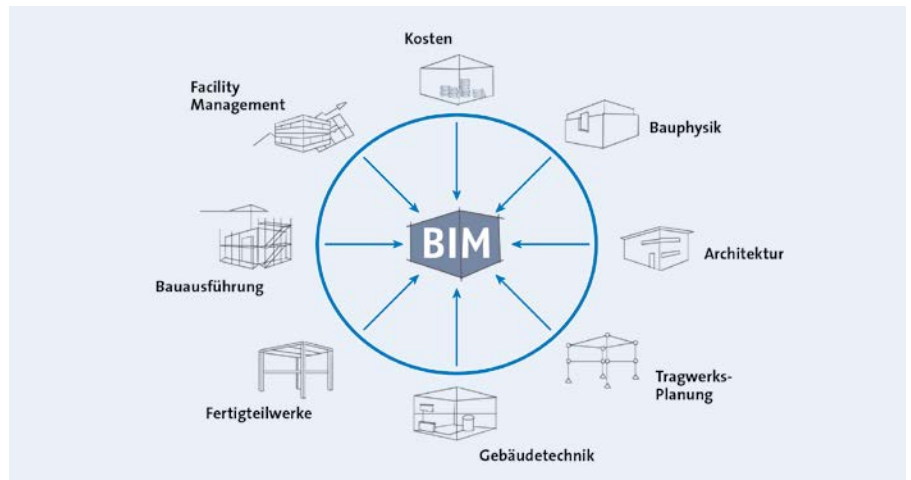 Kosten
Facility
Management
Bauphysik
BIM
Architektur
Bauausführung
Tragwerks-
Planung
Fertigteilwerke
Gebäudetechnik